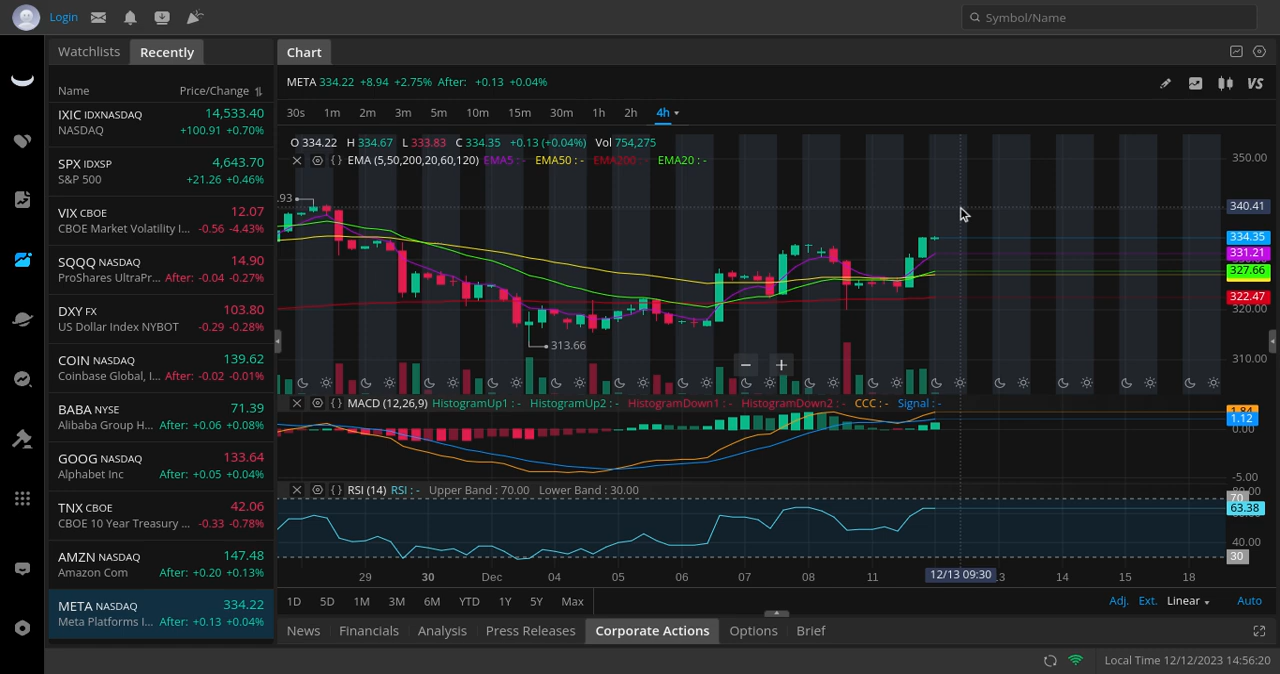 Login
Symbol/Name
Watchlists
Recently
Chart
Name
Price/Change
IXIC IDXNASDAQ 14,533.40
NASDAQ +100.91 +0.70%
SPX IDXSP 4,643.70
S&P 500 +21.26 +0.46%
VIX CBOE 12.07
CBOE Market Volatility I... -0.56 -4.43%
SQQQ NASDAQ 14.90
ProShares UltraPr... After: -0.04 -0.27%
DXY FX 103.80
US Dollar Index NYBOT -0.29 -0.28%
COIN NASDAQ 139.62
Coinbase Global, I... After: -0.02 -0.01%
BABA NYSE 71.39
Alibaba Group H... After: +0.06 +0.08%
GOOG NASDAQ 133.64
Alphabet Inc After: +0.05 +0.04%
TNX CBOE 42.06
CBOE 10 Year Treasury ... -0.33 -0.78%
AMZN NASDAQ 147.48
Amazon Com After: +0.20 +0.13%
META NASDAQ 334.22
Meta Platforms I... After: +0.13 +0.04%
META 334.22 +8.94 +2.75% After: +0.13 +0.04%
VS
30s 1m 2m 3m 5m 10m 15m 30m 1h 2h 4h
O 334.22 H 334.67 L 333.83 C 334.35 +0.13 (+0.04%) Vol 754,275
EMA (5,50,200,20,60,120) EMA5 : - EMA50 : - EMA200 : - EMA20 : -
350.00
.93
340.41
334.35
331.21
327.66
322.47
320.00
313.66
310.00
MACD (12,26,9) HistogramUp1 : - HistogramUp2 : - HistogramDown1 : - HistogramDown2 : - CCC : - Signal : -
1.84
1.12
0.00
-5.00
RSI (14) RSI : - Upper Band : 70.00 Lower Band : 30.00
70
63.38
40.00
30
29 30 Dec 04 05 06 07 08 11 12/13 09:30 14 15 18
1D 5D 1M 3M 6M YTD 1Y 5Y Max
Adj. Ext. Linear Auto
News Financials Analysis Press Releases Corporate Actions Options Brief
Local Time 12/12/2023 14:56:20